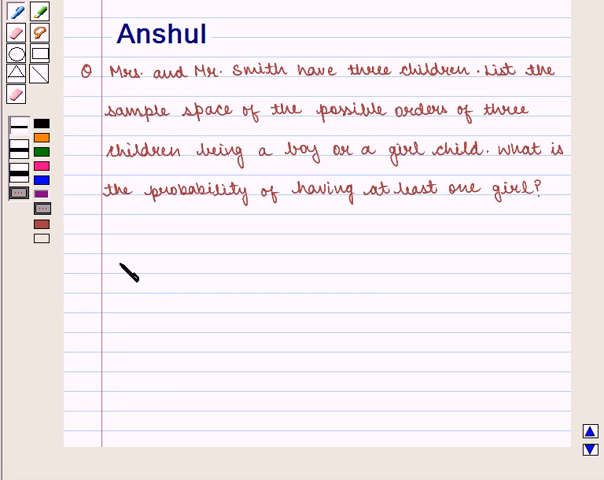 Anshul
Q Mrs. and Mr. Smith have three children. List the
sample space of the possible orders of three
children being a boy or a girl child. What is
the probability of having at least one girl?